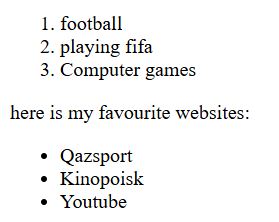 1. football
2. playing fifa
3. Computer games
here is my favourite websites:
• Qazsport
• Kinopoisk
• Youtube